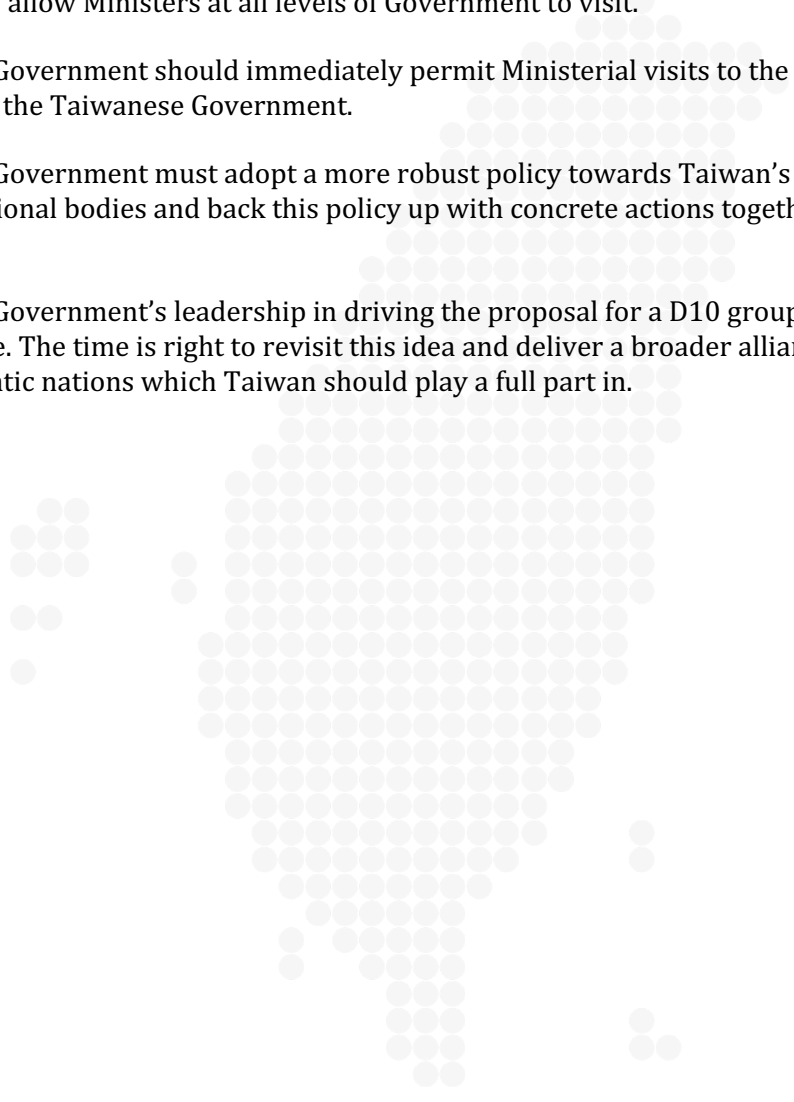 allow Ministers at all levels of Government to visit.
Government should immediately permit Ministerial visits to the
the Taiwanese Government.
Government must adopt a more robust policy towards Taiwan’s
ional bodies and back this policy up with concrete actions togeth
Government’s leadership in driving the proposal for a D10 group
e. The time is right to revisit this idea and deliver a broader allian
tic nations which Taiwan should play a full part in.